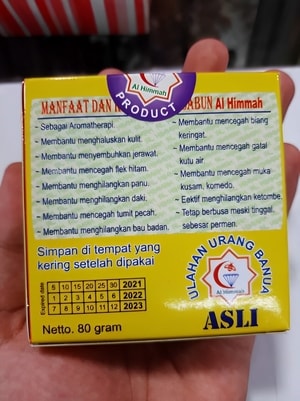 Al Himmah
PRODUCT
MANFAAT DAN SABUN Al Himmah
- Sebagai Aromatherapi.
- Membantu menghaluskan kulit.
- Membantu menyembuhkan jerawat.
- Membantu mencegah flex hitam.
- Membantu menghilangkan panu.
- Membantu menghilangkan daki.
- Membantu mencegah tumit pecah.
- Membantu menghilangkan bau badan.
- Membantu mencegah biang
keringat.
- Membantu mencegah gatal
kutu air.
- Membantu mencegah muka
kusam, komedo.
- Eektif menghilangkan ketombe.
- Tetap berbusa meski tinggal
sebesar permen.
Simpan di tempat yang
kering setelah dipakai
Expired date
5 10 15 20 25 30 2021
1 2 3 4 5 6 2022
7 8 9 10 11 12 2023
Netto. 80 gram
ULAHAN URANG BANUA
Al Himmah
ASLI